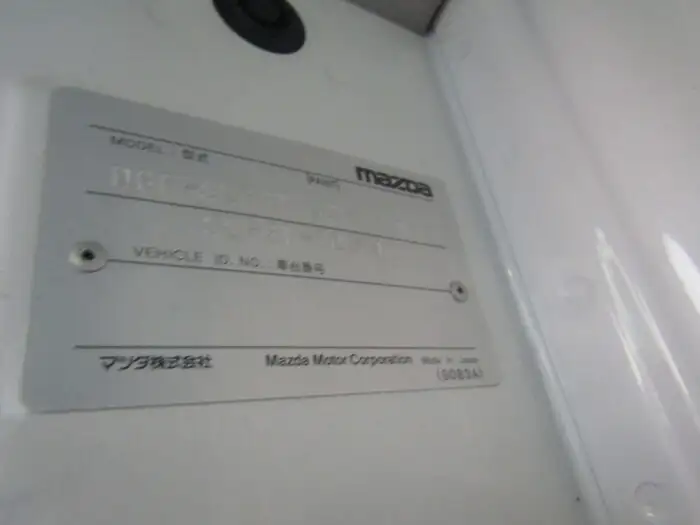 MODEL 型式
(PAINT) mazda
VEHICLE ID. NO. 車台番号
マツダ株式会社 Mazda Motor Corporation Made in Japan
(S083A)